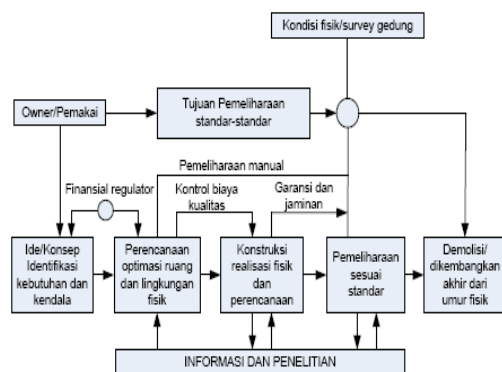 Kondisi fisik/survey gedung
Owner/Pemakai
Tujuan Pemeliharaan
standar-standar
Pemeliharaan manual
Finansial regulator
Kontrol biaya
kualitas
Garansi dan
jaminan
Ide/Konsep
Identifikasi
kebutuhan dan
kendala
Perencanaan
optimasi ruang
dan lingkungan
fisik
Konstruksi
realisasi fisik
dan
perencanaan
Pemeliharaan
sesuai
standar
Demolisi/
dikembangkan
akhir dari
umur fisik
INFORMASI DAN PENELITIAN